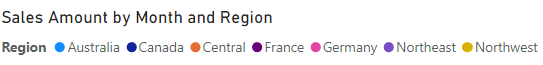 Sales Amount by Month and Region
Region Australia Canada Central France Germany Northeast Northwest